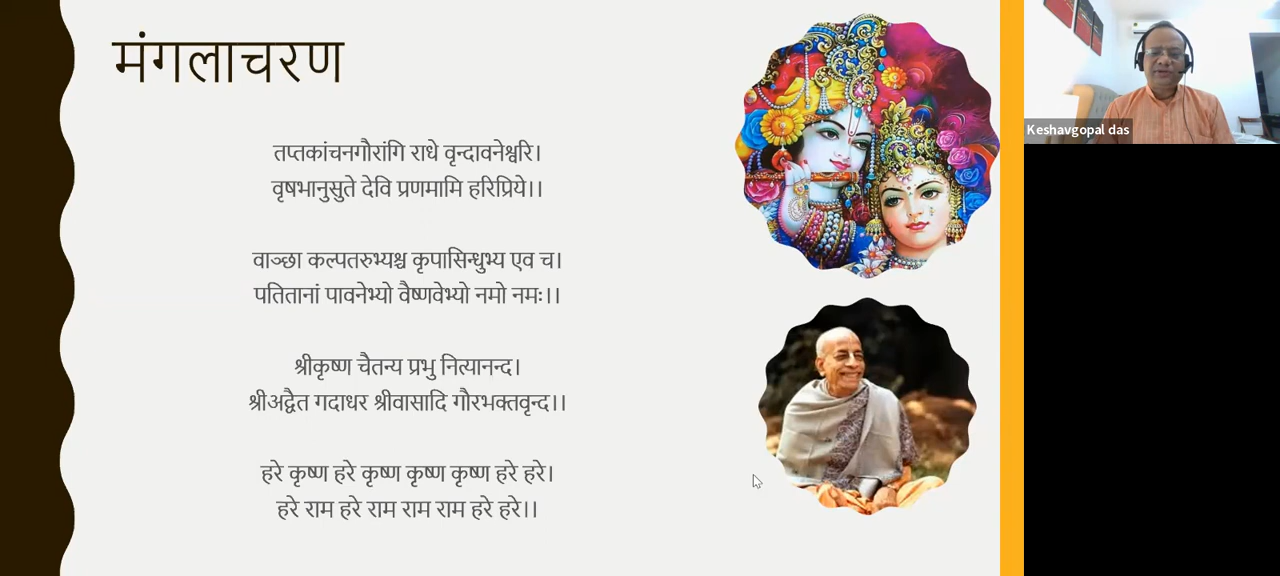 मंगलाचरण
तप्तकांचनगौरांगि राधे वृन्दावनेश्वरि।
वृषभानुसुते देवि प्रणमामि हरिप्रिये।।
वाञ्छा कल्पतरुभ्यश्च कृपासिन्धुभ्य एव च।
पतितानां पावनेभ्यो वैष्णवेभ्यो नमो नमः।।
श्रीकृष्ण चैतन्य प्रभु नित्यानन्द।
श्रीअद्वैत गदाधर श्रीवासादि गौरभक्तवृन्द।।
हरे कृष्ण हरे कृष्ण कृष्ण कृष्ण हरे हरे।
हरे राम हरे राम राम राम हरे हरे।।
Keshavgopal das